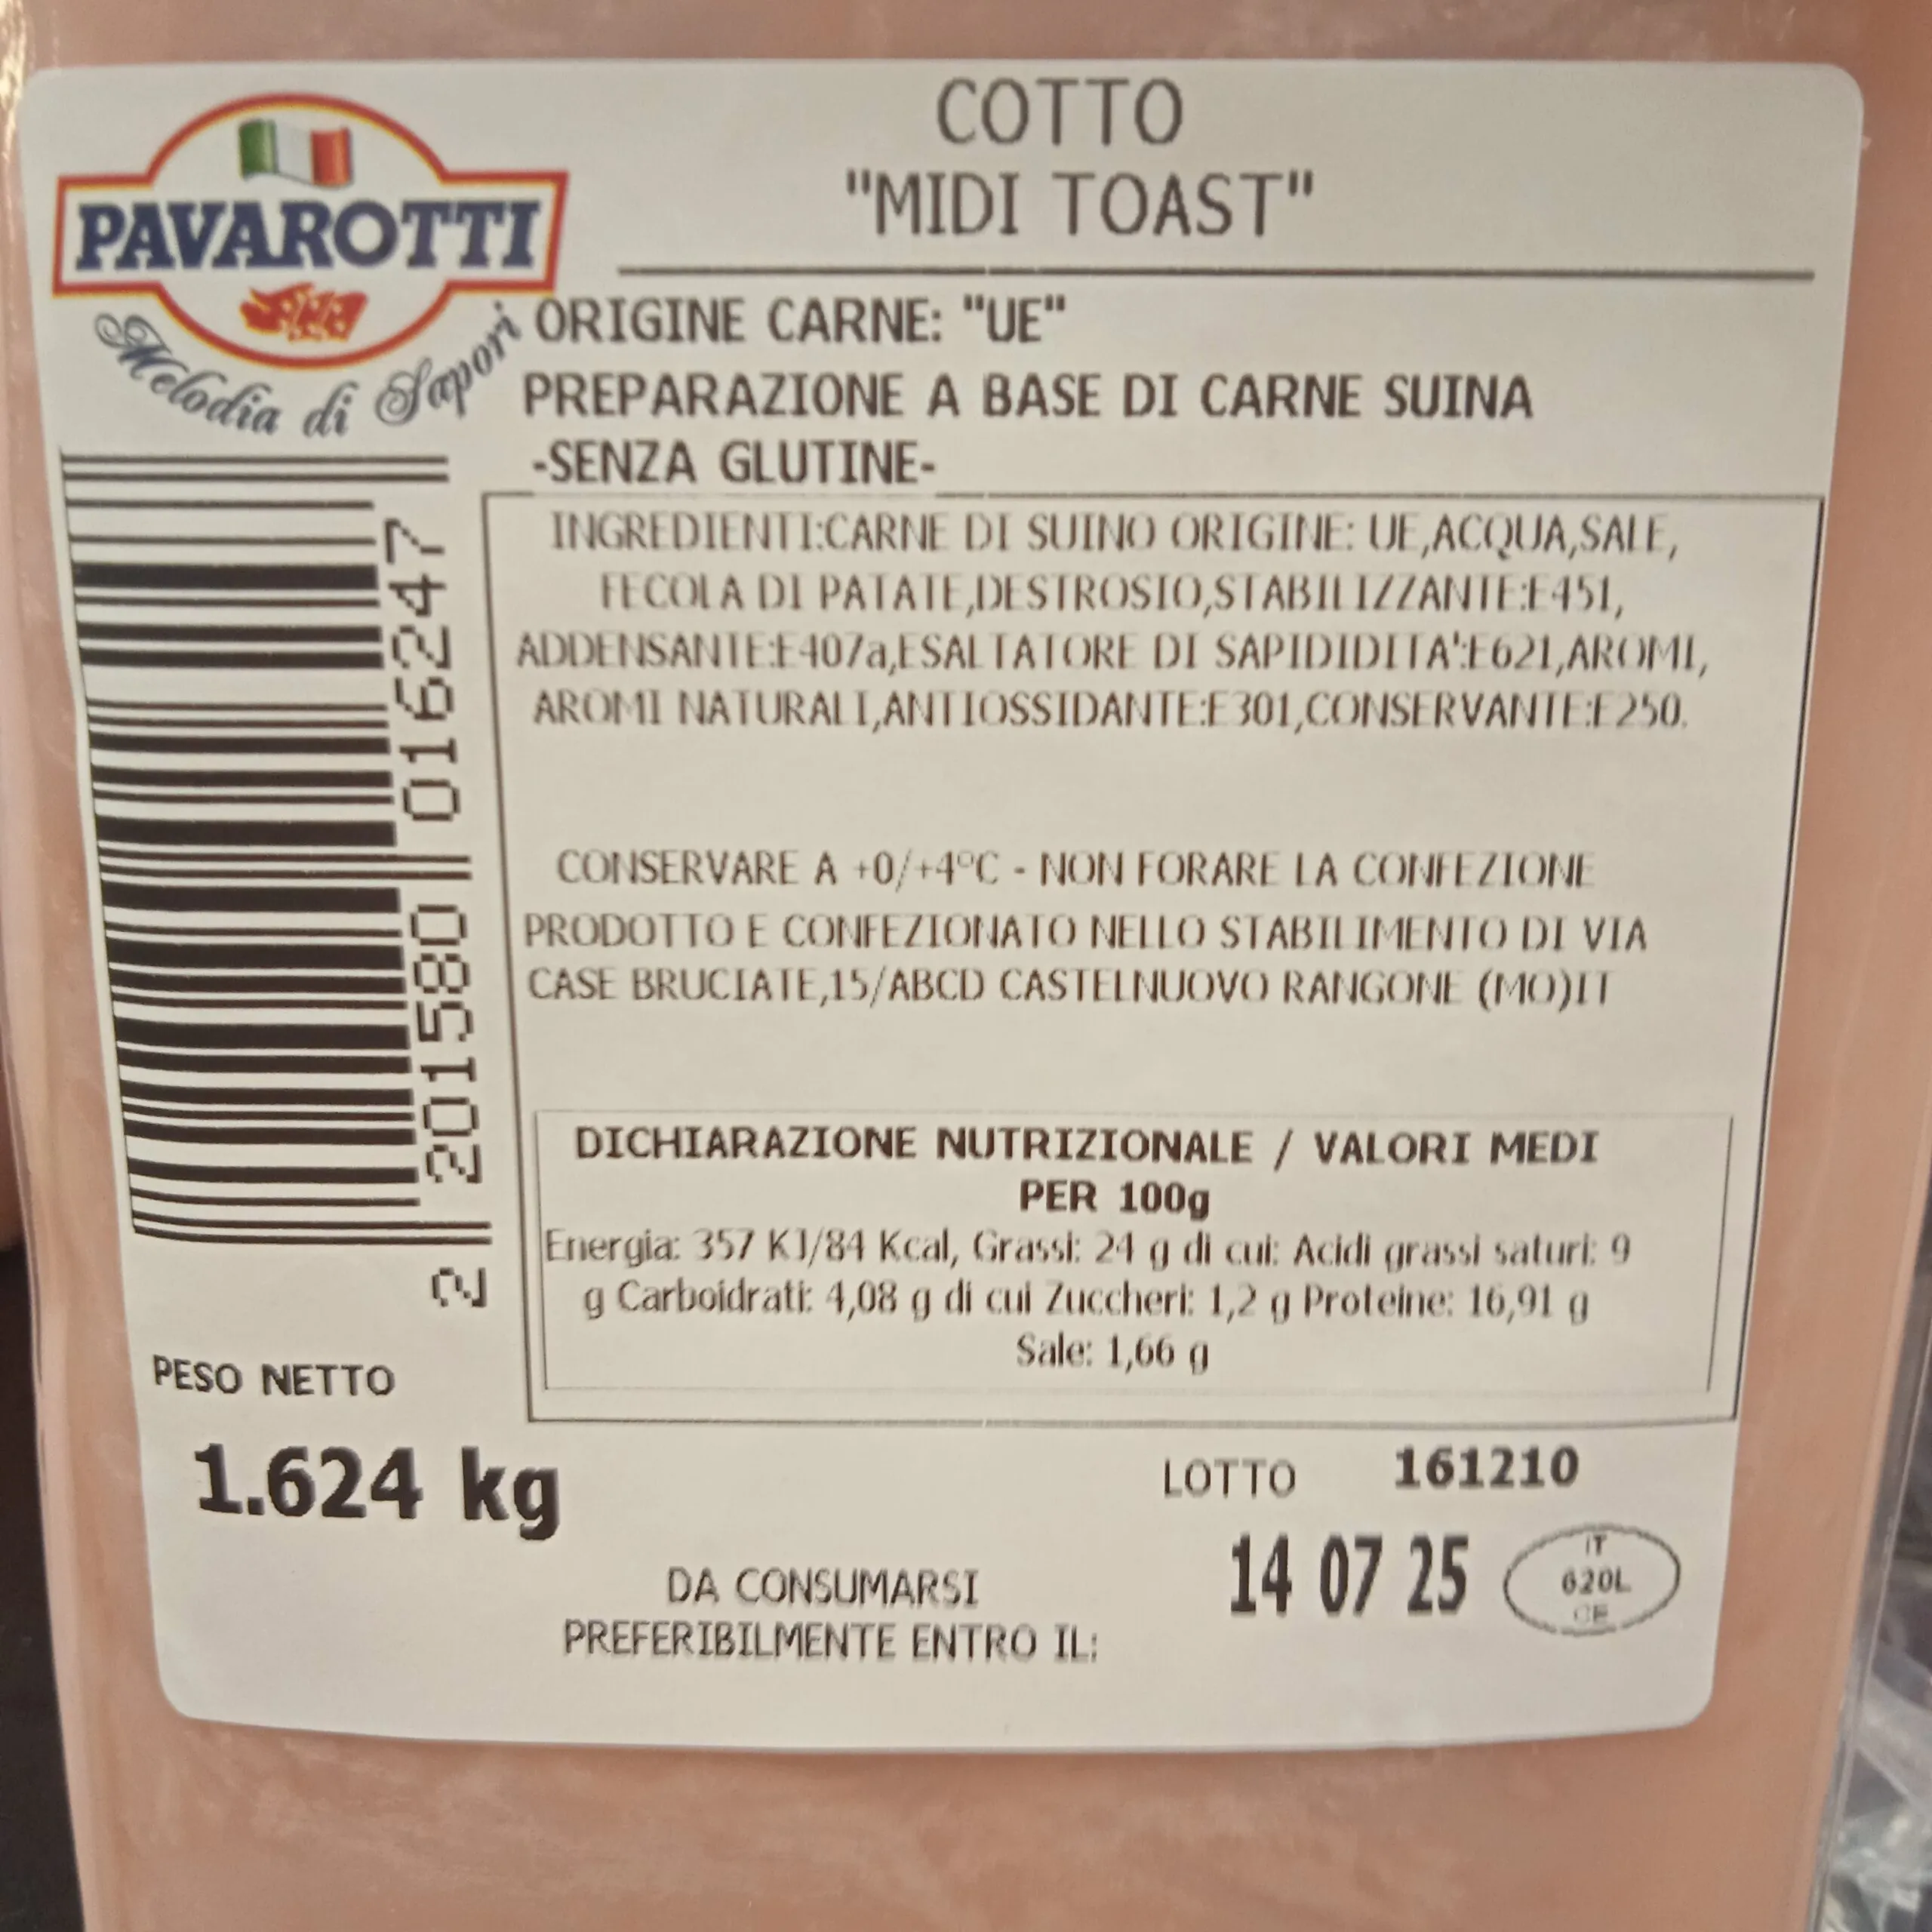 PAVAROTTI
Melodia di Sapori
COTTO
"MIDI TOAST"
ORIGINE CARNE: "UE"
PREPARAZIONE A BASE DI CARNE SUINA
-SENZA GLUTINE-
INGREDIENTI:CARNE DI SUINO ORIGINE: UE,ACQUA,SALE,
FECOLA DI PATATE,DESTROSIO,STABILIZZANTE:E451,
ADDENSANTE:E407a,ESALTATORE DI SAPIDIDITA':E621,AROMI,
AROMI NATURALI,ANTIOSSIDANTE:E301,CONSERVANTE:E250.
CONSERVARE A +0/+4°C - NON FORARE LA CONFEZIONE
PRODOTTO E CONFEZIONATO NELLO STABILIMENTO DI VIA
CASE BRUCIATE,15/ABCD CASTELNUOVO RANGONE (MO)IT
DICHIARAZIONE NUTRIZIONALE / VALORI MEDI
PER 100g
Energia: 357 KJ/84 Kcal, Grassi: 24 g di cui: Acidi grassi saturi: 9
g Carboidrati: 4,08 g di cui Zuccheri: 1,2 g Proteine: 16,91 g
Sale: 1,66 g
2 201580 016247
PESO NETTO
1.624 kg
LOTTO 161210
DA CONSUMARSI
PREFERIBILMENTE ENTRO IL:
14 07 25
IT
620L
CE